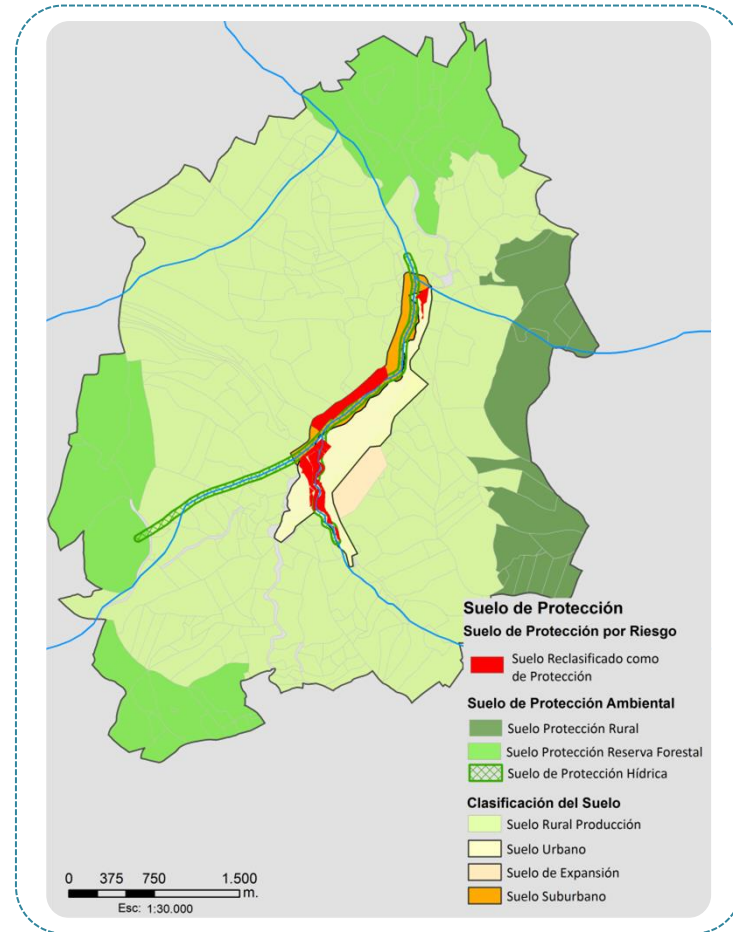 Suelo de Protección
Suelo de Protección por Riesgo
Suelo Reclasificado como
de Protección
Suelo de Protección Ambiental
Suelo Protección Rural
Suelo Protección Reserva Forestal
Suelo de Protección Hídrica
Clasificación del Suelo
Suelo Rural Producción
Suelo Urbano
Suelo de Expansión
Suelo Suburbano
0 375 750 1.500
m.
Esc: 1:30.000